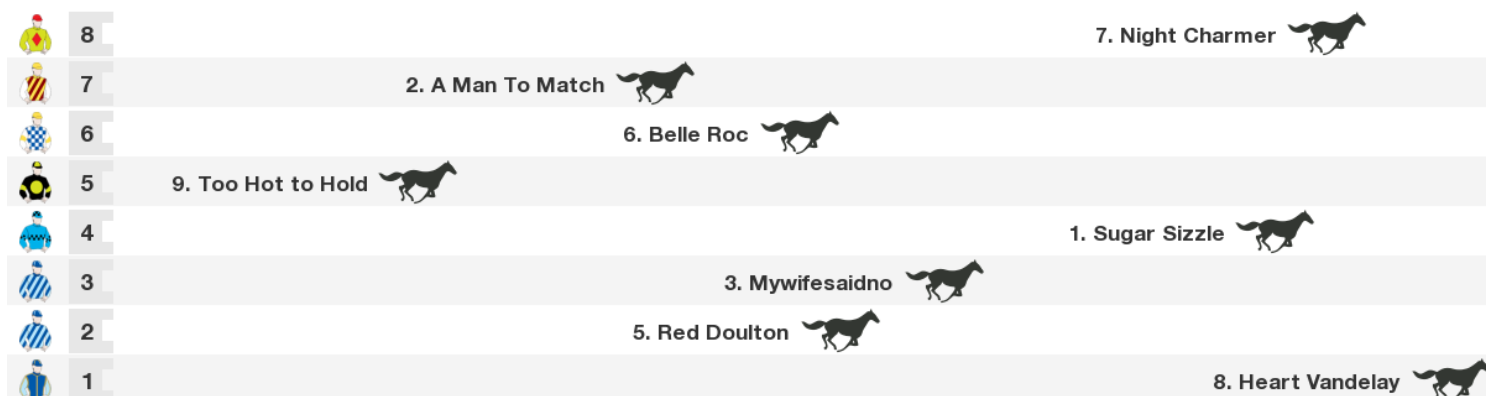 8 7. Night Charmer
7 2. A Man To Match
6 6. Belle Roc
5 9. Too Hot to Hold
4 1. Sugar Sizzle
3 3. Mywifesaidno
2 5. Red Doulton
1 8. Heart Vandelay